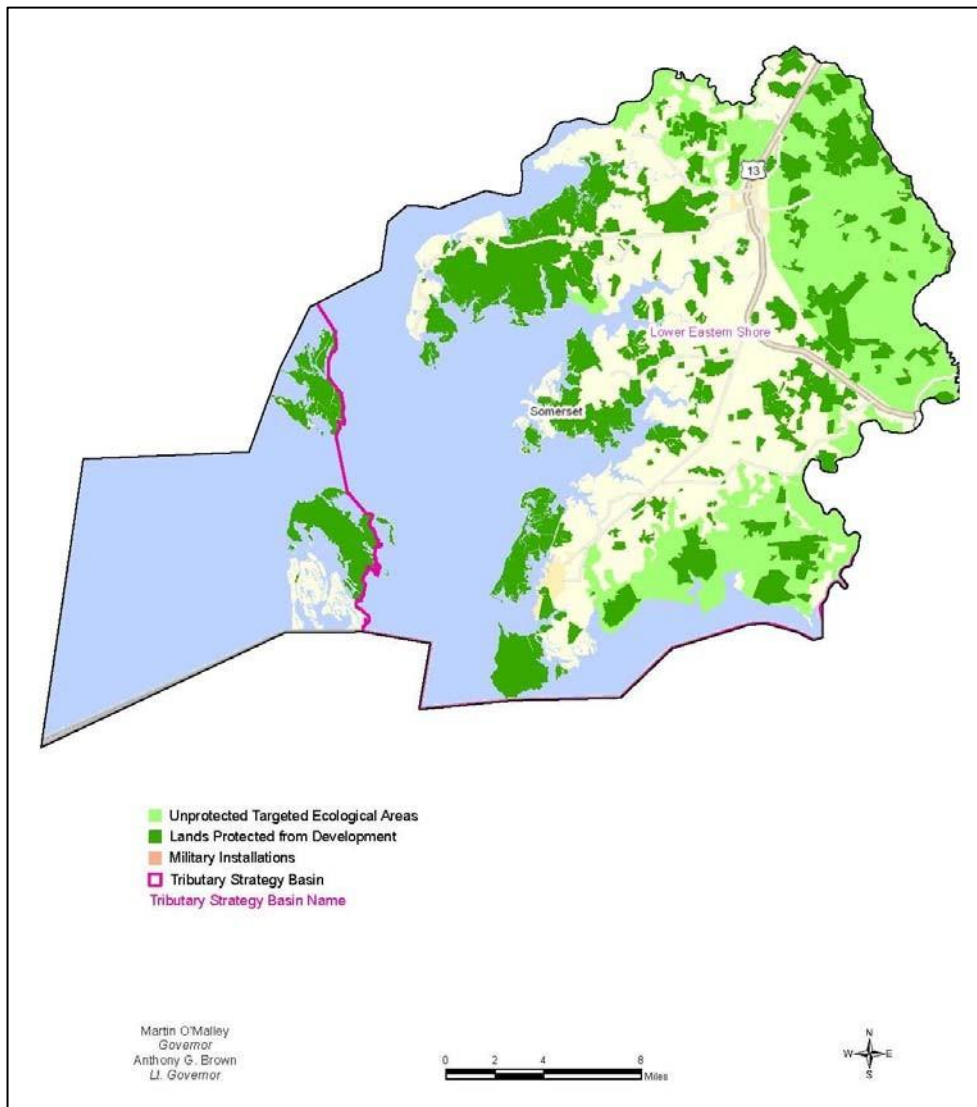 13
Lower Eastern Shore
Somerset
Unprotected Targeted Ecological Areas
Lands Protected from Development
Military Installations
Tributary Strategy Basin
Tributary Strategy Basin Name
Martin O'Malley
Governor
Anthony G. Brown
Lt. Governor
0 2 4 8
Miles
N
W E
S